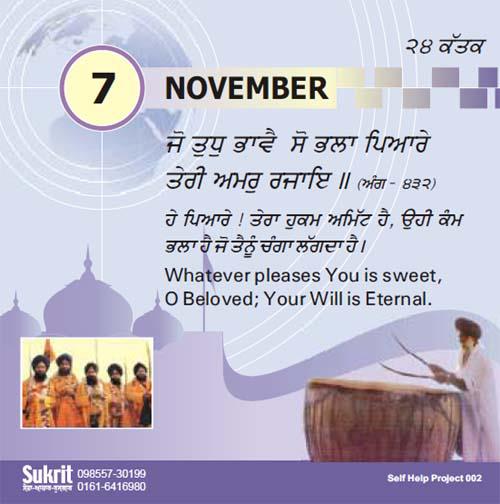 ੨੪ ਕੱਤਕ
7 NOVEMBER
ਜੋ ਤੁਧੁ ਭਾਵੈ ਸੋ ਭਲਾ ਪਿਆਰੇ
ਤੇਰੀ ਅਮਰੁ ਰਜਾਇ ॥ (ਅੰਗ - ੪੩੨)
ਹੇ ਪਿਆਰੇ ! ਤੇਰਾ ਹੁਕਮ ਅਮਿੱਟ ਹੈ, ਉਹੀ ਕੰਮ
ਭਲਾ ਹੈ ਜੋ ਤੈਨੂੰ ਚੰਗਾ ਲੱਗਦਾ ਹੈ।
Whatever pleases You is sweet,
O Beloved; Your Will is Eternal.
Sukrit 098557-30199
0161-6416980
Self Help Project 002